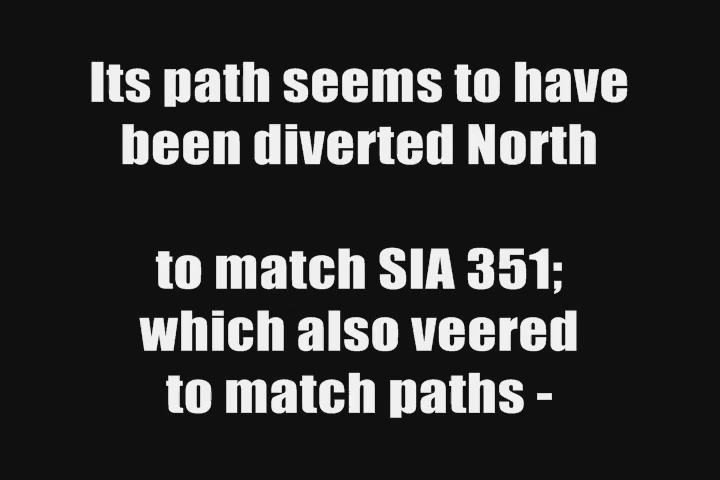 Its path seems to have
been diverted North
to match SIA 351;
which also veered
to match paths -